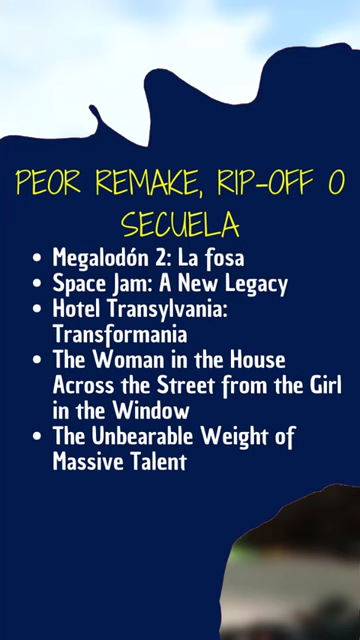 PEOR REMAKE, RIP-OFF O
SECUELA
• Megalodón 2: La fosa
• Space Jam: A New Legacy
• Hotel Transylvania:
Transformania
• The Woman in the House
Across the Street from the Girl
in the Window
• The Unbearable Weight of
Massive Talent